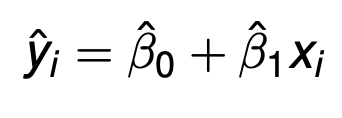 ŷᵢ = β̂₀ + β̂₁xᵢ